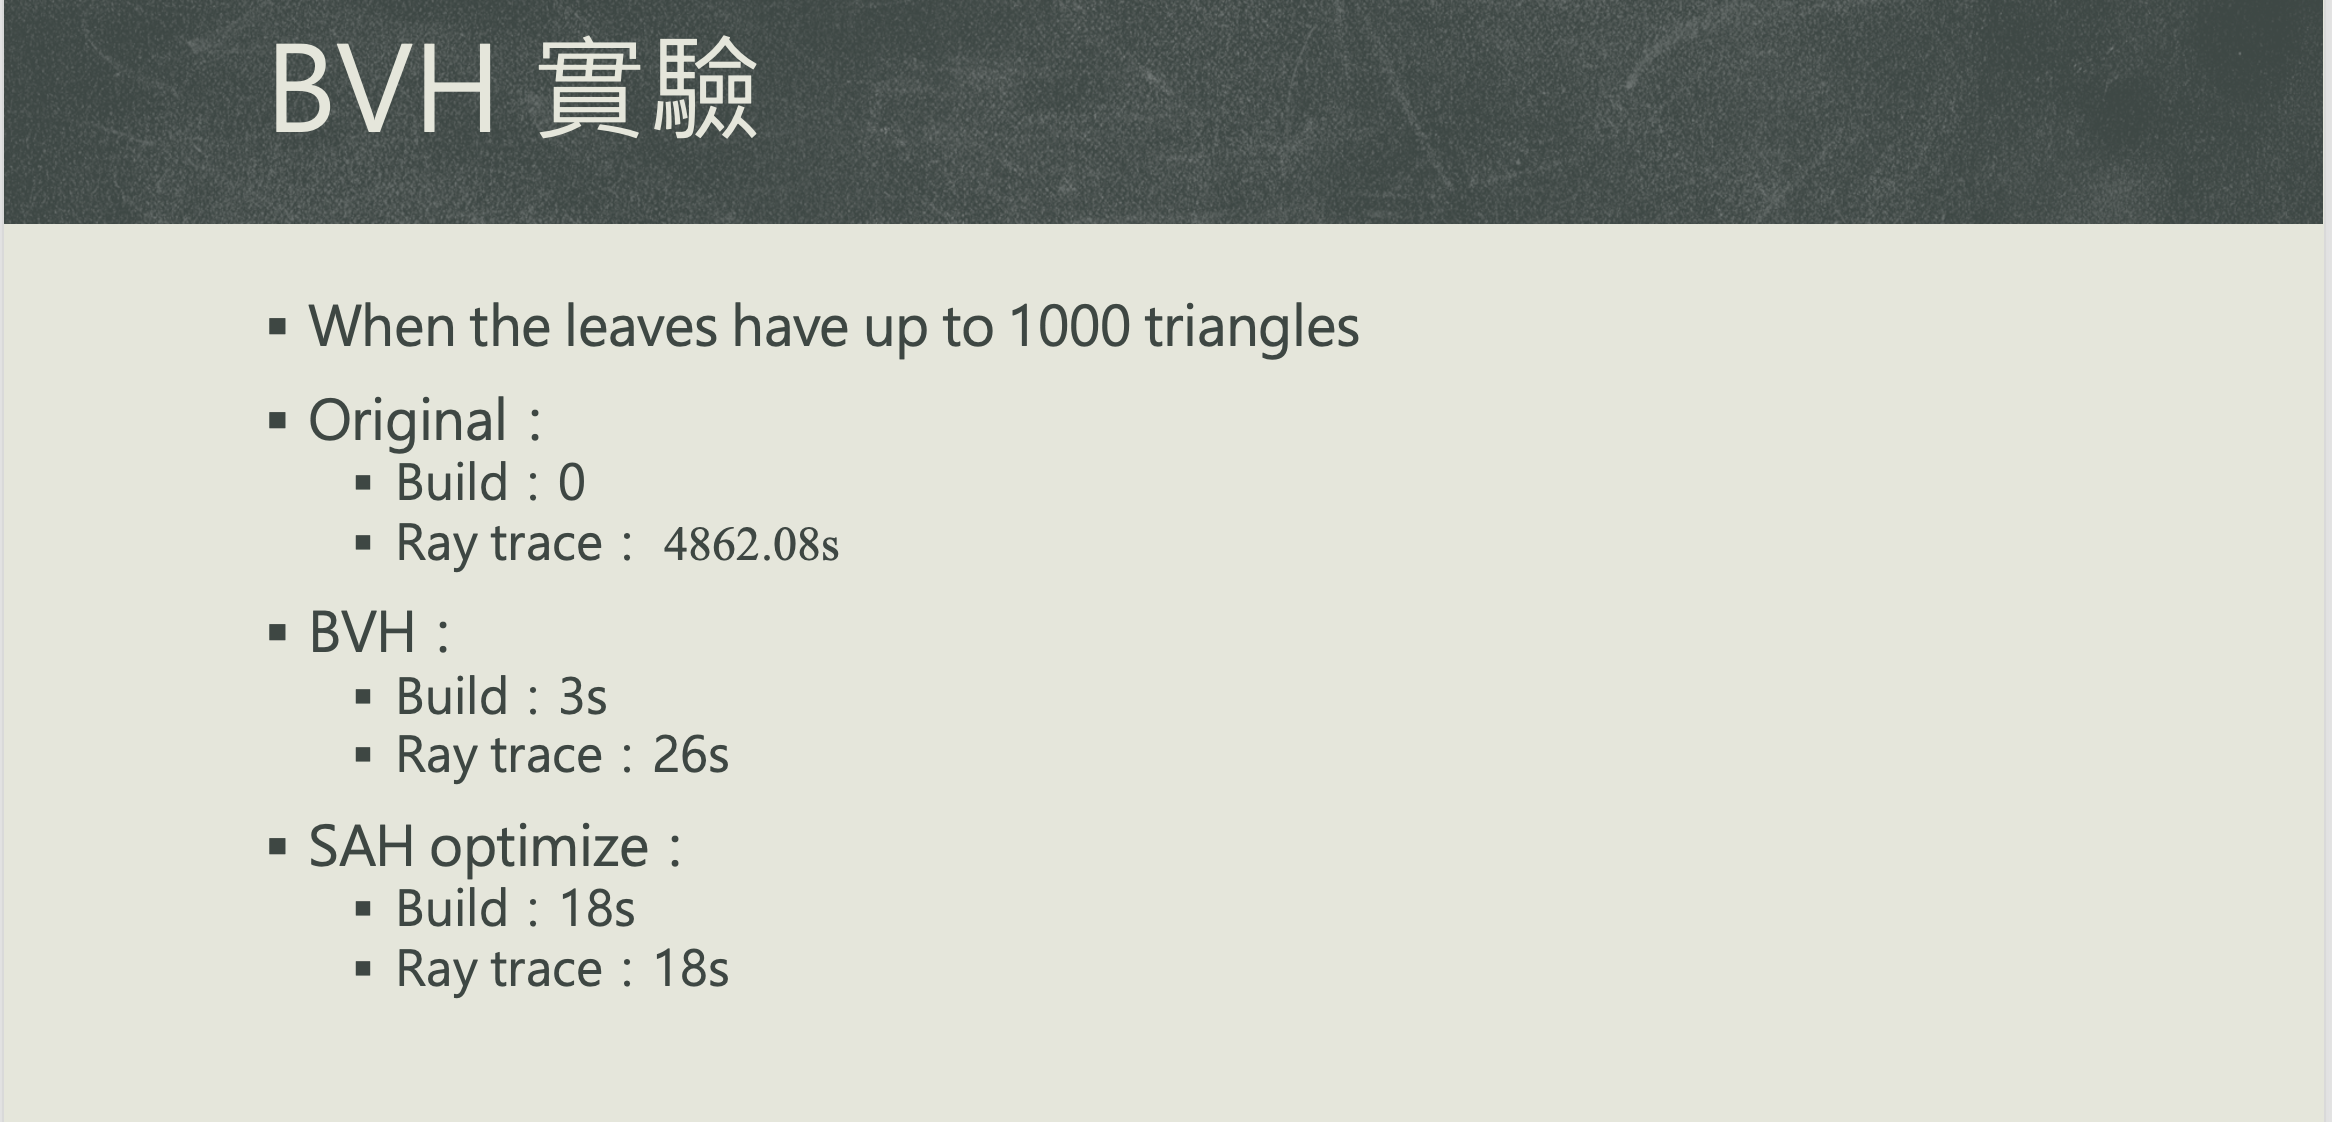 BVH 實驗
When the leaves have up to 1000 triangles
Original：
Build：0
Ray trace： 4862.08s
BVH：
Build：3s
Ray trace：26s
SAH optimize：
Build：18s
Ray trace：18s